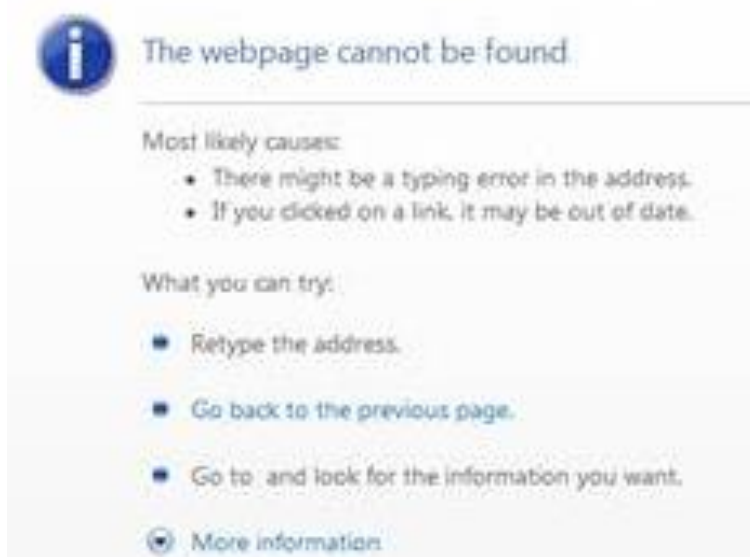 The webpage cannot be found
Most likely causes:
There might be a typing error in the address.
If you clicked on a link, it may be out of date.
What you can try:
Retype the address.
Go back to the previous page.
Go to and look for the information you want.
More information